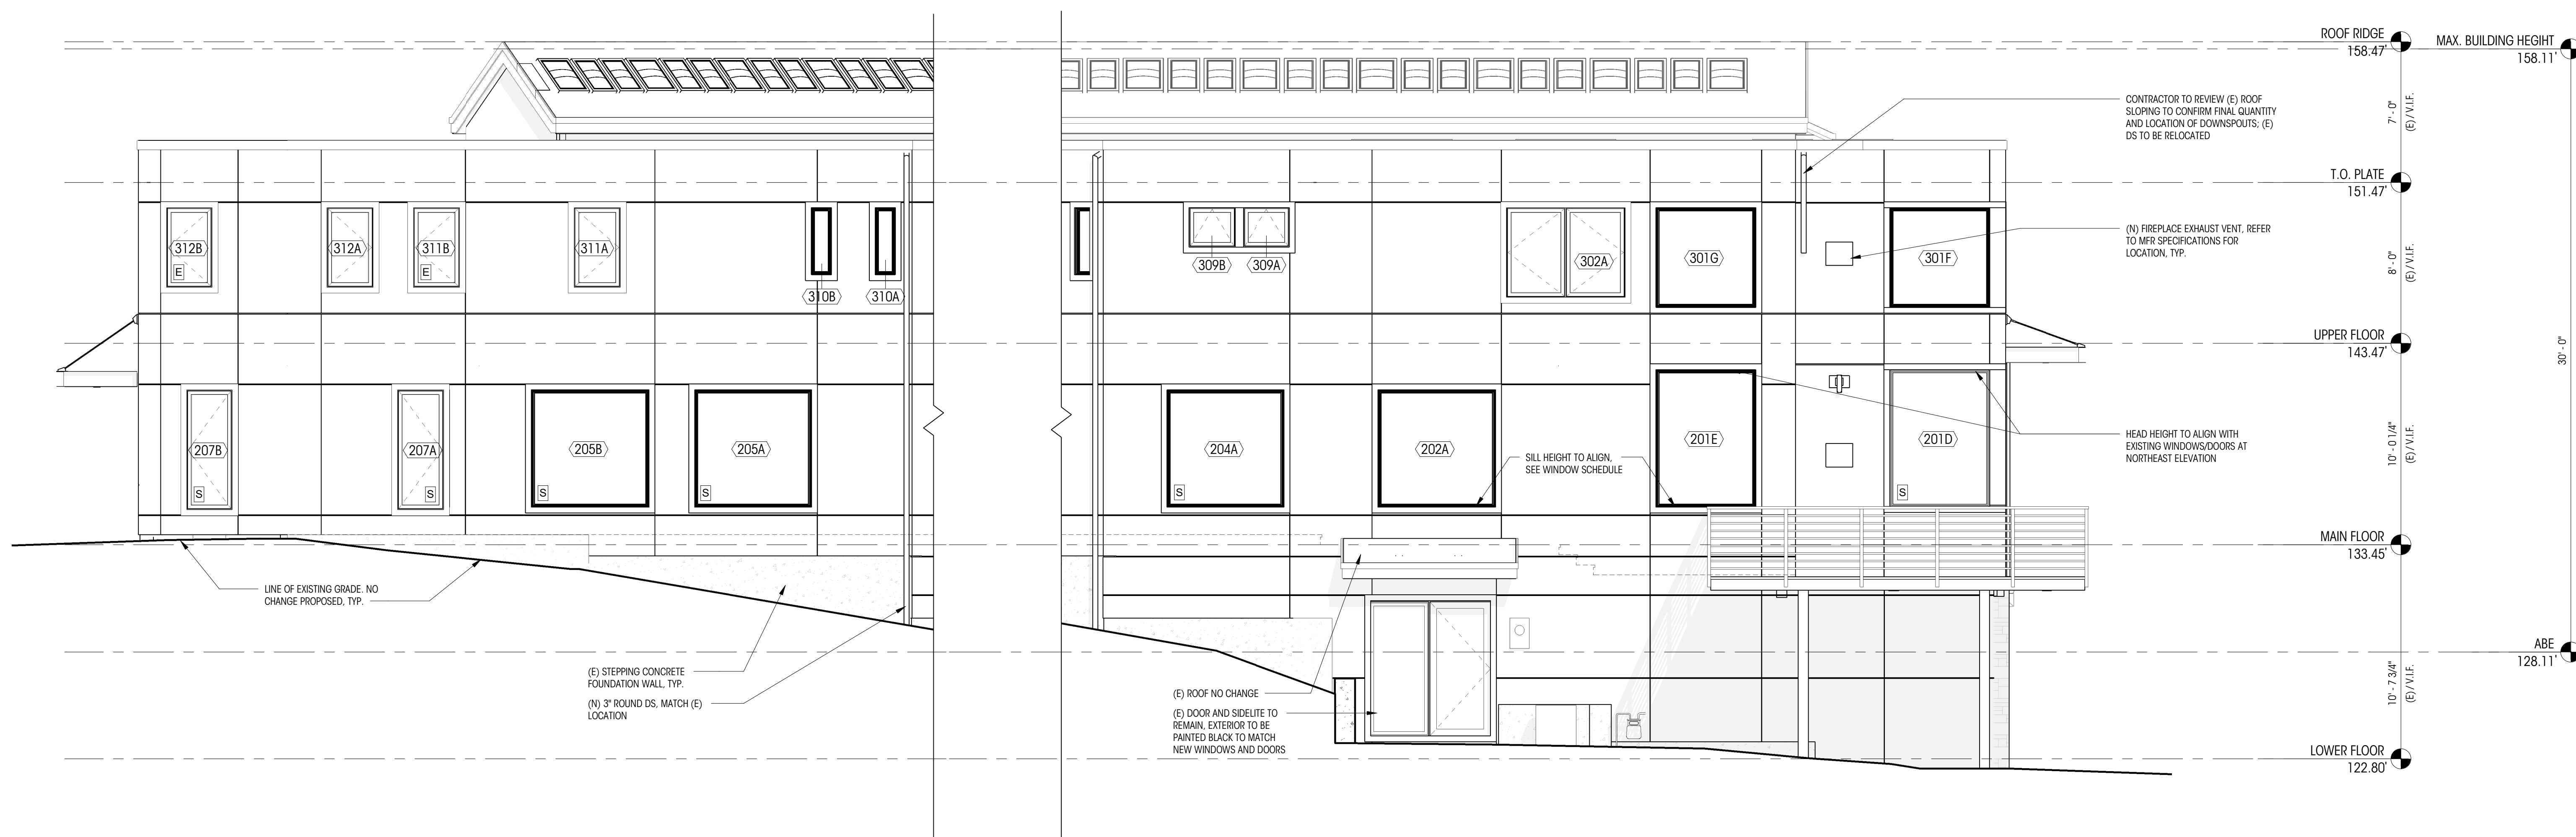 ROOF RIDGE
158.47'
MAX. BUILDING HEGIHT
158.11'
CONTRACTOR TO REVIEW (E) ROOF
SLOPING TO CONFIRM FINAL QUANTITY
AND LOCATION OF DOWNSPOUTS; (E)
DS TO BE RELOCATED
7' - 0"
(E) / V.I.F.
T.O. PLATE
151.47'
(N) FIREPLACE EXHAUST VENT, REFER
TO MFR SPECIFICATIONS FOR
LOCATION, TYP.
8' - 0"
(E) / V.I.F.
312B
E
312A
311B
E
311A
310B
310A
309B
309A
302A
301G
301F
UPPER FLOOR
143.47'
30' - 0"
207B
S
207A
S
205B
S
205A
S
204A
S
202A
201E
201D
S
SILL HEIGHT TO ALIGN,
SEE WINDOW SCHEDULE
HEAD HEIGHT TO ALIGN WITH
EXISTING WINDOWS/DOORS AT
NORTHEAST ELEVATION
10' - 0 1/4"
(E) / V.I.F.
MAIN FLOOR
133.45'
LINE OF EXISTING GRADE. NO
CHANGE PROPOSED, TYP.
(E) STEPPING CONCRETE
FOUNDATION WALL, TYP.
(N) 3" ROUND DS, MATCH (E)
LOCATION
(E) ROOF NO CHANGE
(E) DOOR AND SIDELITE TO
REMAIN, EXTERIOR TO BE
PAINTED BLACK TO MATCH
NEW WINDOWS AND DOORS
ABE
128.11'
10' - 7 3/4"
(E) / V.I.F.
LOWER FLOOR
122.80'